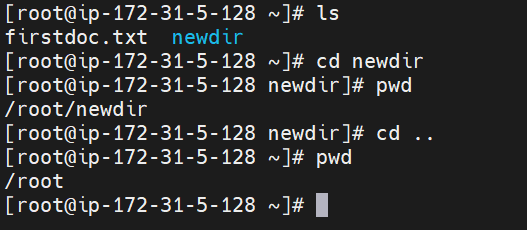 [root@ip-172-31-5-128 ~]# ls
firstdoc.txt  newdir
[root@ip-172-31-5-128 ~]# cd newdir
[root@ip-172-31-5-128 newdir]# pwd
/root/newdir
[root@ip-172-31-5-128 newdir]# cd ..
[root@ip-172-31-5-128 ~]# pwd
/root
[root@ip-172-31-5-128 ~]#